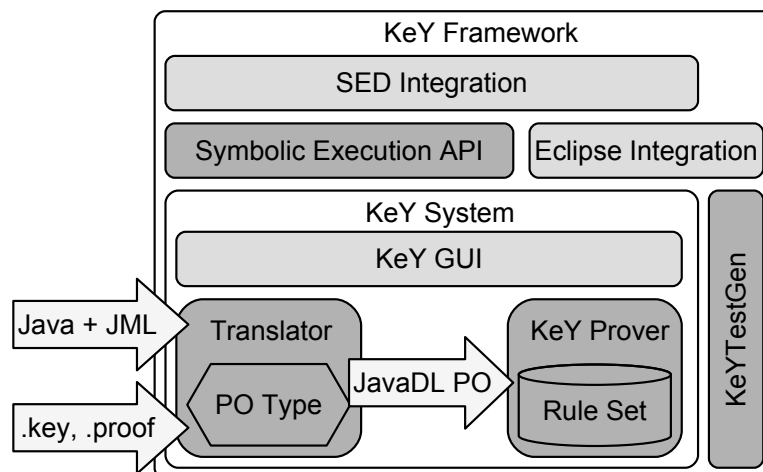 KeY Framework
SED Integration
Symbolic Execution API
Eclipse Integration
KeY System
KeY GUI
Java + JML
Translator
KeY Prover
JavaDL PO
PO Type
Rule Set
.key, .proof
KeYTestGen